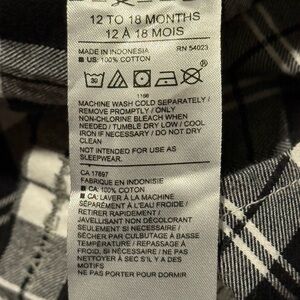 12 TO 18 MONTHS
12 À 18 MOIS
MADE IN INDONESIA RN 54023
■ US: 100% COTTON
1166
MACHINE WASH COLD SEPARATELY /
REMOVE PROMPTLY / ONLY
NON-CHLORINE BLEACH WHEN
NEEDED / TUMBLE DRY LOW / COOL
IRON IF NECESSARY / DO NOT DRY
CLEAN
NOT INTENDED FOR USE AS
SLEEPWEAR.
CA 17897
FABRIQUE EN INDONESIE
■ CA: 100% COTON
■ CA: LAVER À LA MACHINE
SÉPARÉMENT À L'EAU FROIDE /
RETIRER RAPIDEMENT /
JAVELLISANT NON DÉCOLORANT
SEULEMENT SI NÉCESSAIRE /
SÉCHER PAR CULBUTAGE À BASSE
TEMPÉRATURE / REPASSAGE À
FROID, SI NÉCESSAIRE / NE PAS
NETTOYER À SEC S'IL Y A DES
MOTIFS
NE PAS PORTER POUR DORMIR